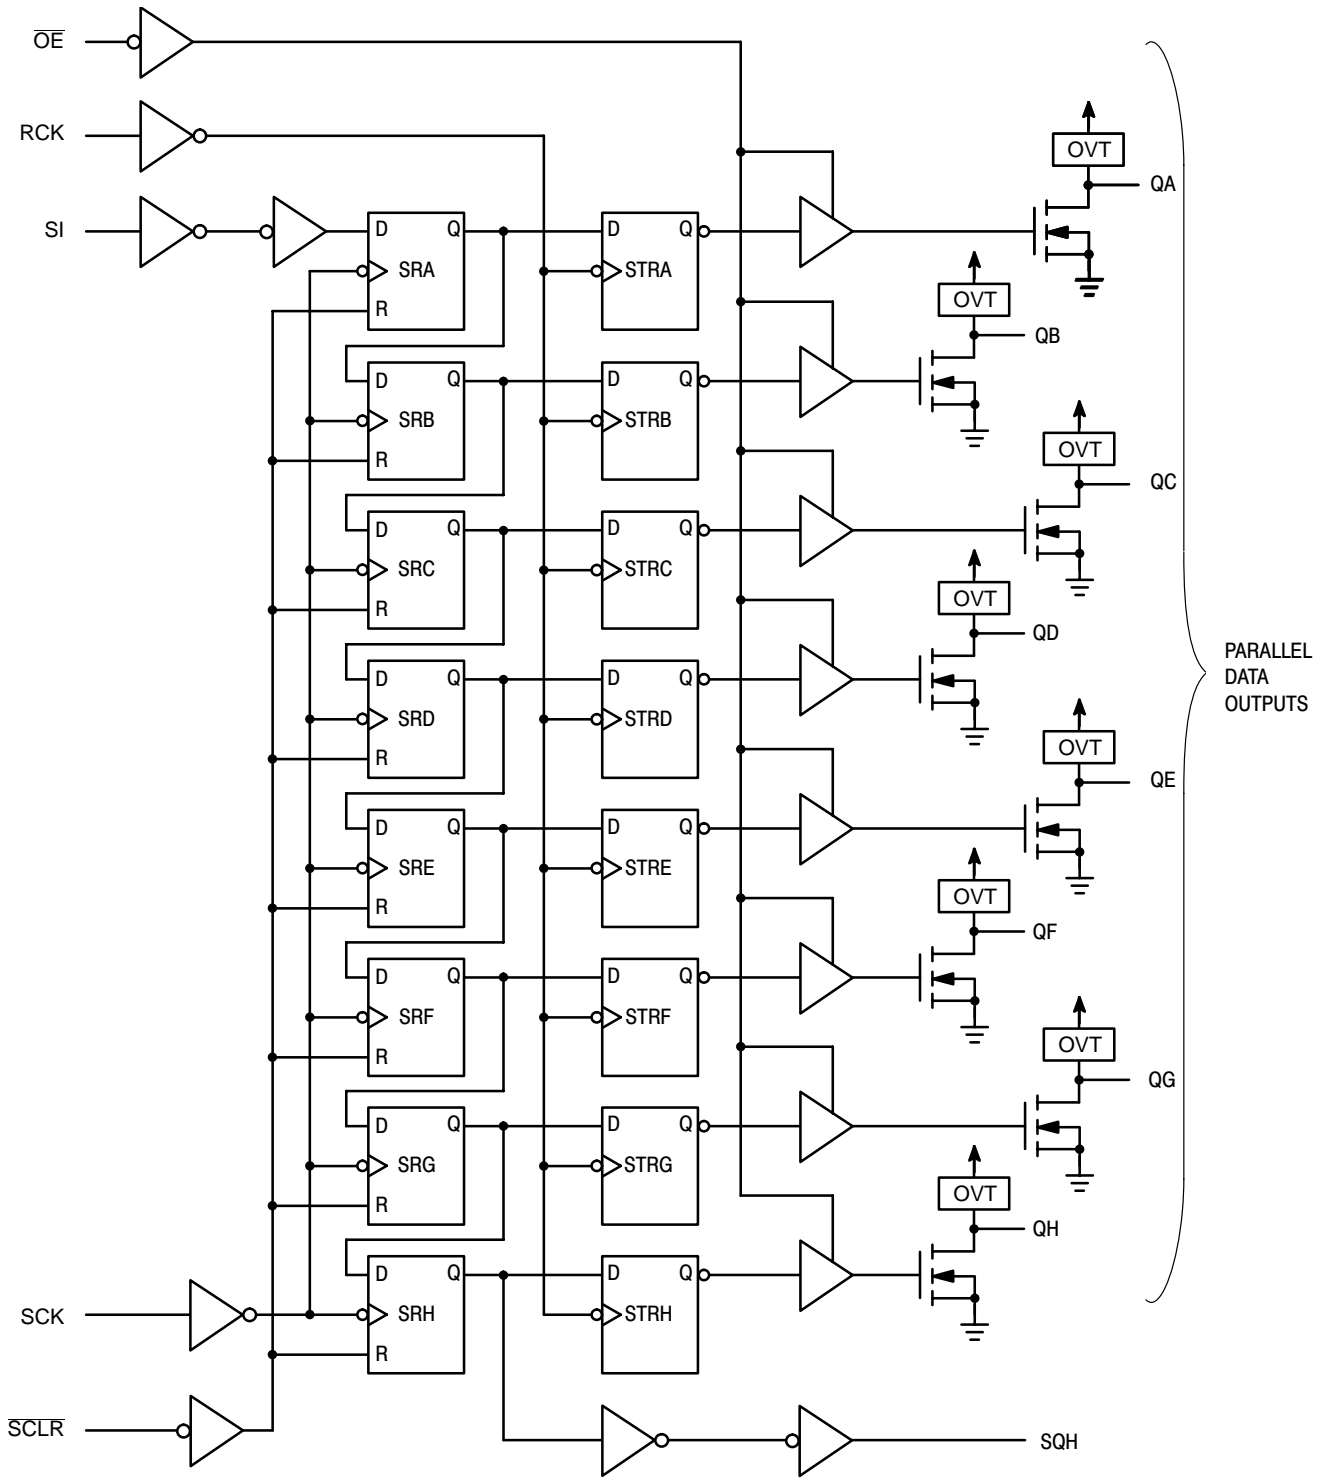 OE
RCK
OVT
QA
SI
D Q D Q
SRA STRA
R
OVT
QB
D Q D Q
SRB STRB
R
OVT
QC
D Q D Q
SRC STRC
R
OVT
QD
PARALLEL
DATA
OUTPUTS
D Q D Q
SRD STRD
R
OVT
QE
D Q D Q
SRE STRE
R
OVT
QF
D Q D Q
SRF STRF
R
OVT
QG
D Q D Q
SRG STRG
R
OVT
QH
D Q D Q
SCK
SRH STRH
R
SCLR
SQH